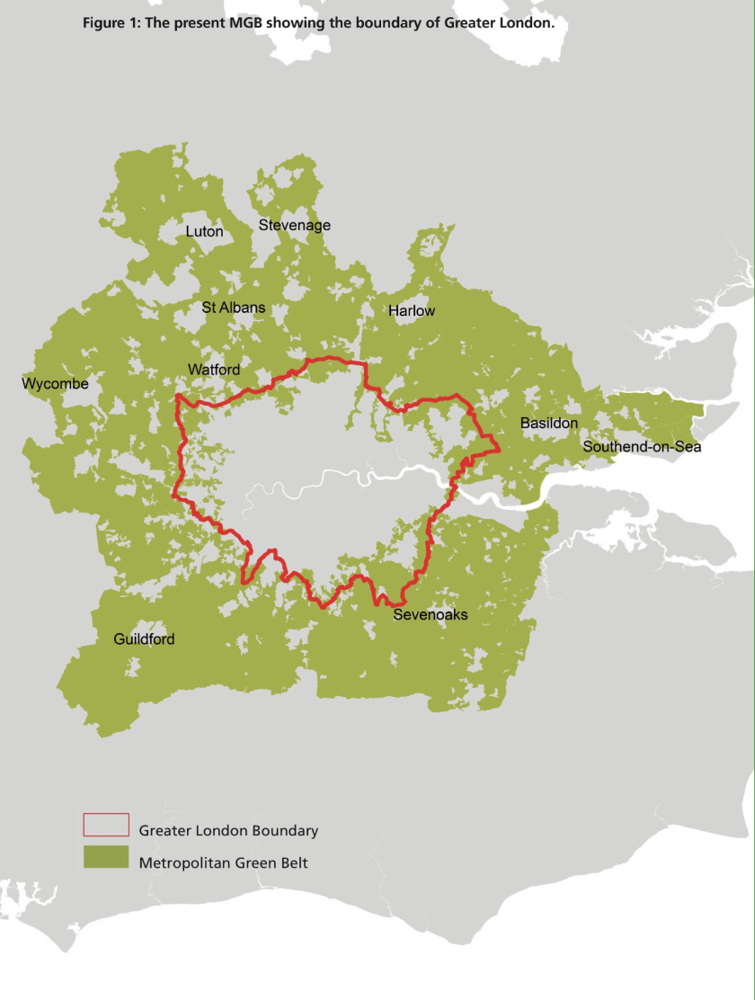 Figure 1: The present MGB showing the boundary of Greater London.
Luton
Stevenage
St Albans
Harlow
Watford
Wycombe
Basildon
Southend-on-Sea
Sevenoaks
Guildford
Greater London Boundary
Metropolitan Green Belt